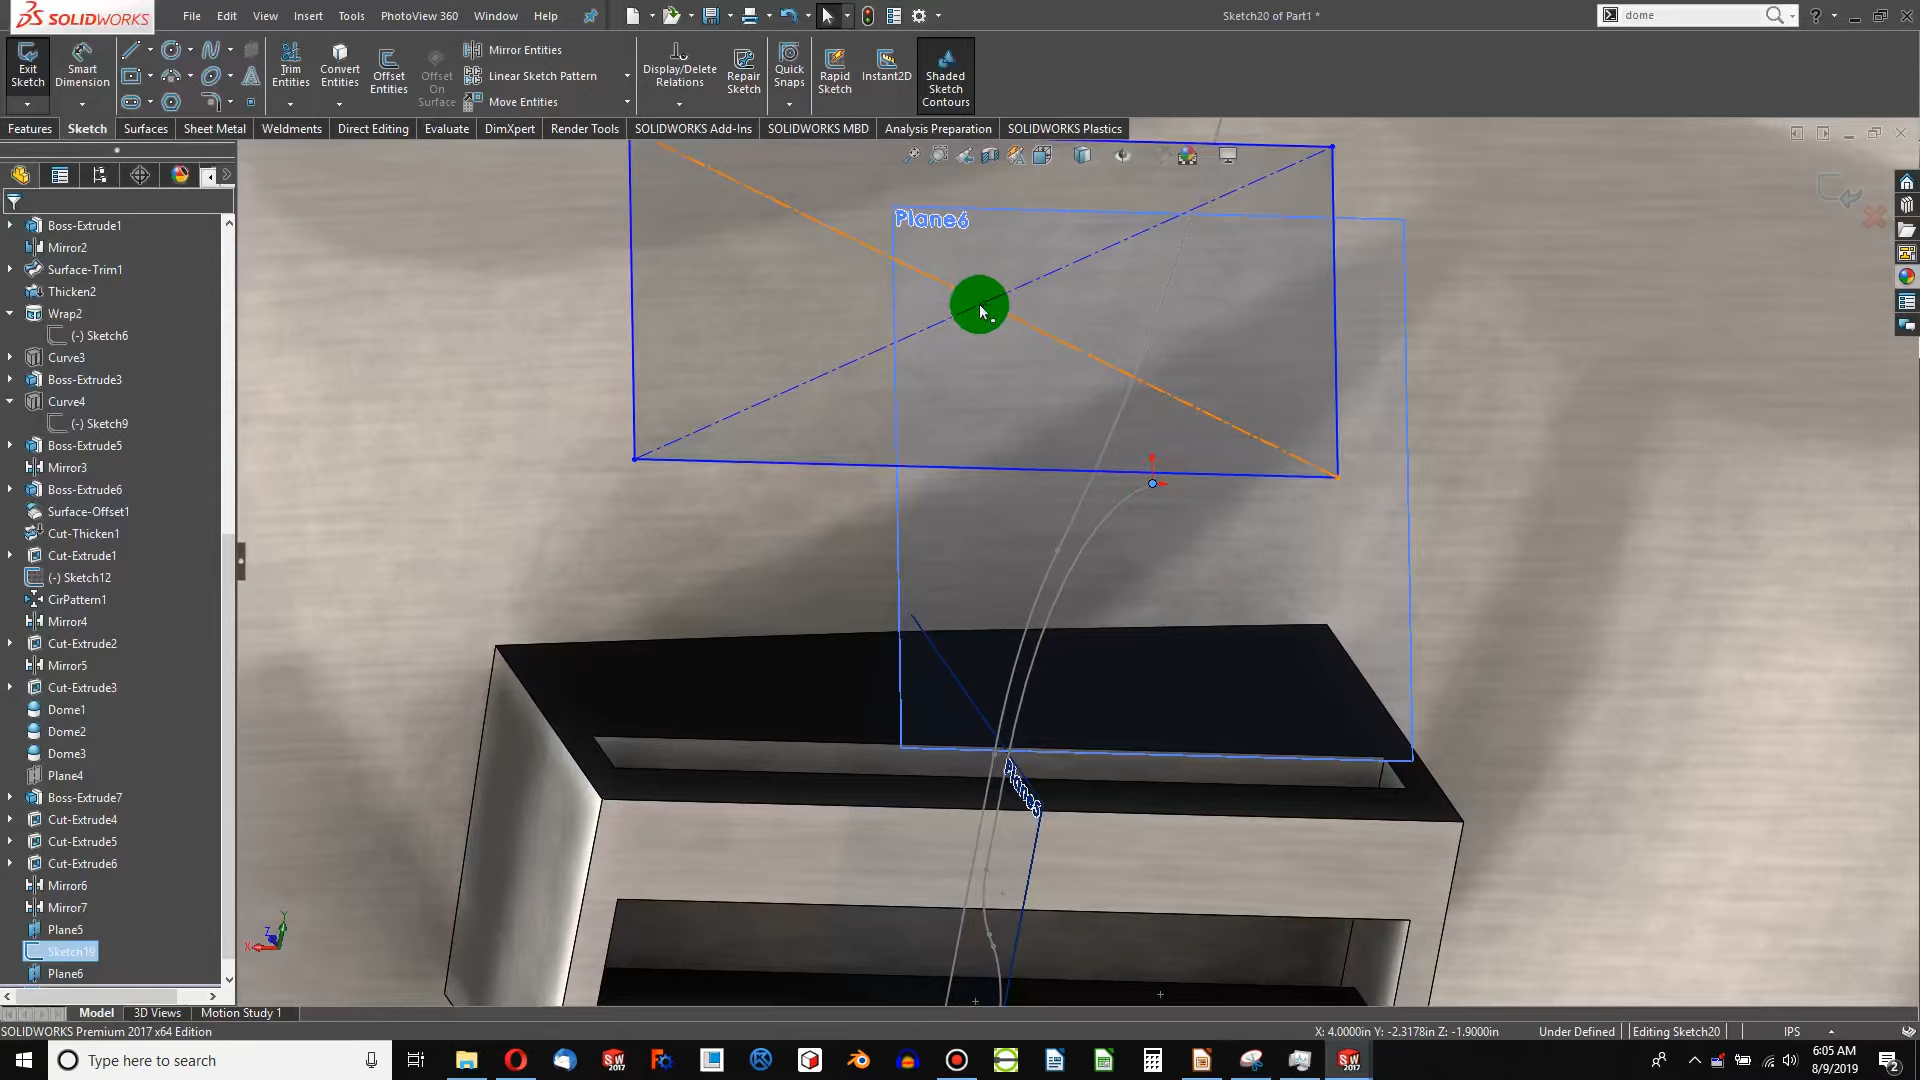 SOLIDWORKS
File Edit View Insert Tools PhotoView 360 Window Help
Sketch20 of Part1 *
dome
Exit Sketch
Smart Dimension
Trim Entities
Convert Entities
Offset Entities
Offset On Surface
Mirror Entities
Linear Sketch Pattern
Move Entities
Display/Delete Relations
Repair Sketch
Quick Snaps
Rapid Sketch
Instant2D
Shaded Sketch Contours
Features Sketch Surfaces Sheet Metal Weldments Direct Editing Evaluate DimXpert Render Tools SOLIDWORKS Add-Ins SOLIDWORKS MBD Analysis Preparation SOLIDWORKS Plastics
Boss-Extrude1
Mirror2
Surface-Trim1
Thicken2
Wrap2
(-) Sketch6
Curve3
Boss-Extrude3
Curve4
(-) Sketch9
Boss-Extrude5
Mirror3
Boss-Extrude6
Surface-Offset1
Cut-Thicken1
Cut-Extrude1
(-) Sketch12
CirPattern1
Mirror4
Cut-Extrude2
Mirror5
Cut-Extrude3
Dome1
Dome2
Dome3
Plane4
Boss-Extrude7
Cut-Extrude4
Cut-Extrude5
Cut-Extrude6
Mirror6
Mirror7
Plane5
Sketch19
Plane6
Plane6
Plane5
Y
Z
X
Model 3D Views Motion Study 1
SOLIDWORKS Premium 2017 x64 Edition
X: 4.0000in Y: -2.3178in Z: -1.9000in Under Defined Editing Sketch20 IPS
Type here to search
SW 2017
SW 2017
6:05 AM
8/9/2019
2